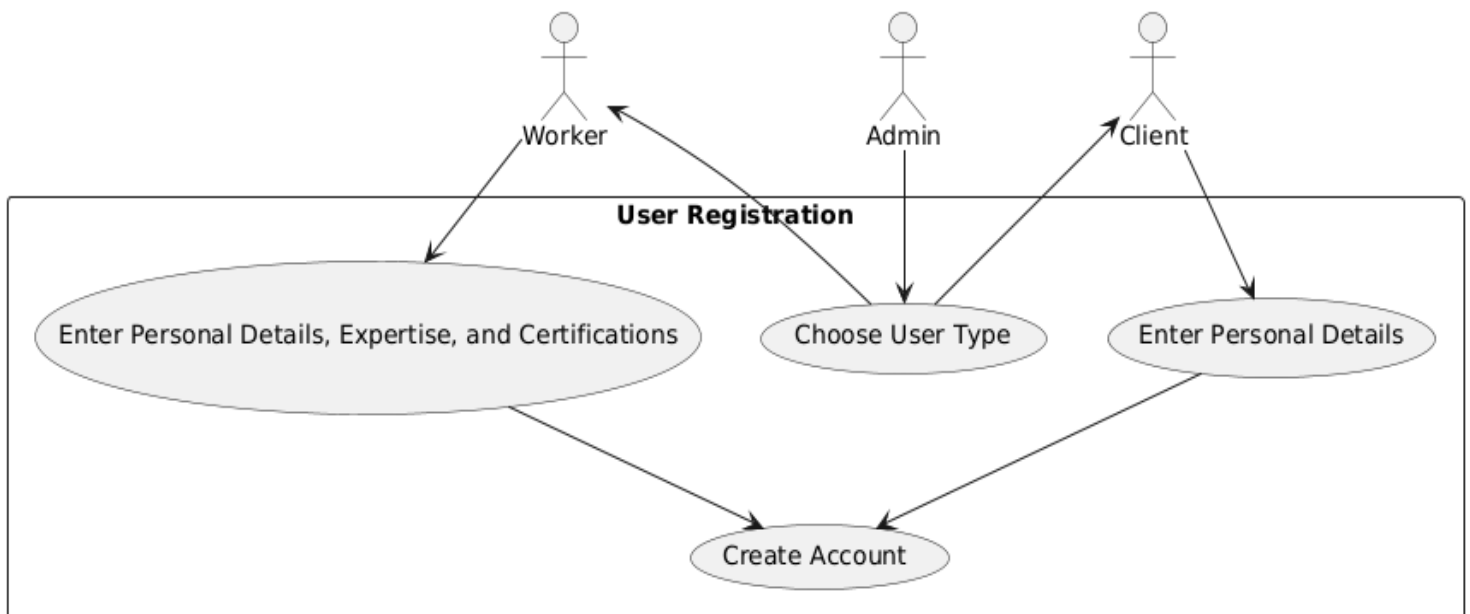 Worker
Admin
Client
User Registration
Enter Personal Details, Expertise, and Certifications
Choose User Type
Enter Personal Details
Create Account